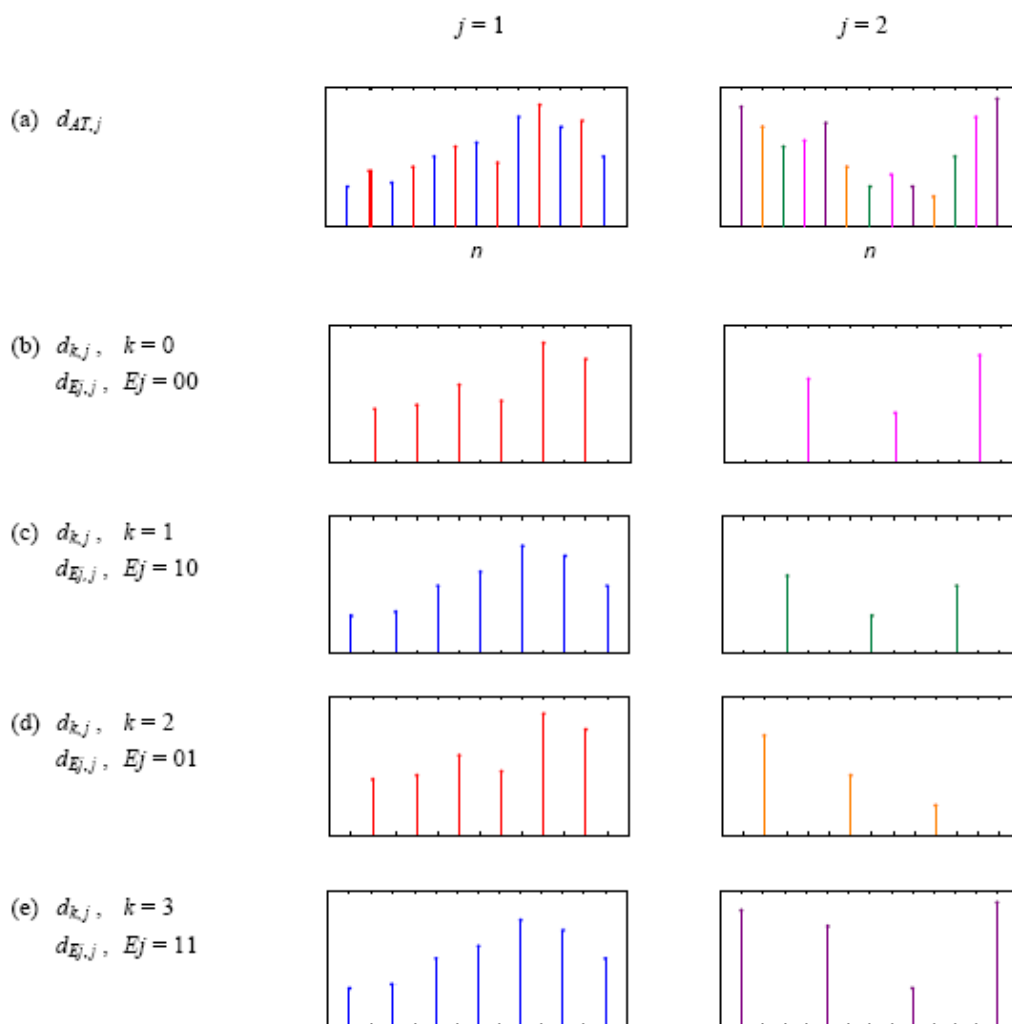 j = 1 j = 2
(a) d_{AT,j}
n n
(b) d_{k,j} , k = 0
d_{Ej,j} , Ej = 00
(c) d_{k,j} , k = 1
d_{Ej,j} , Ej = 10
(d) d_{k,j} , k = 2
d_{Ej,j} , Ej = 01
(e) d_{k,j} , k = 3
d_{Ej,j} , Ej = 11